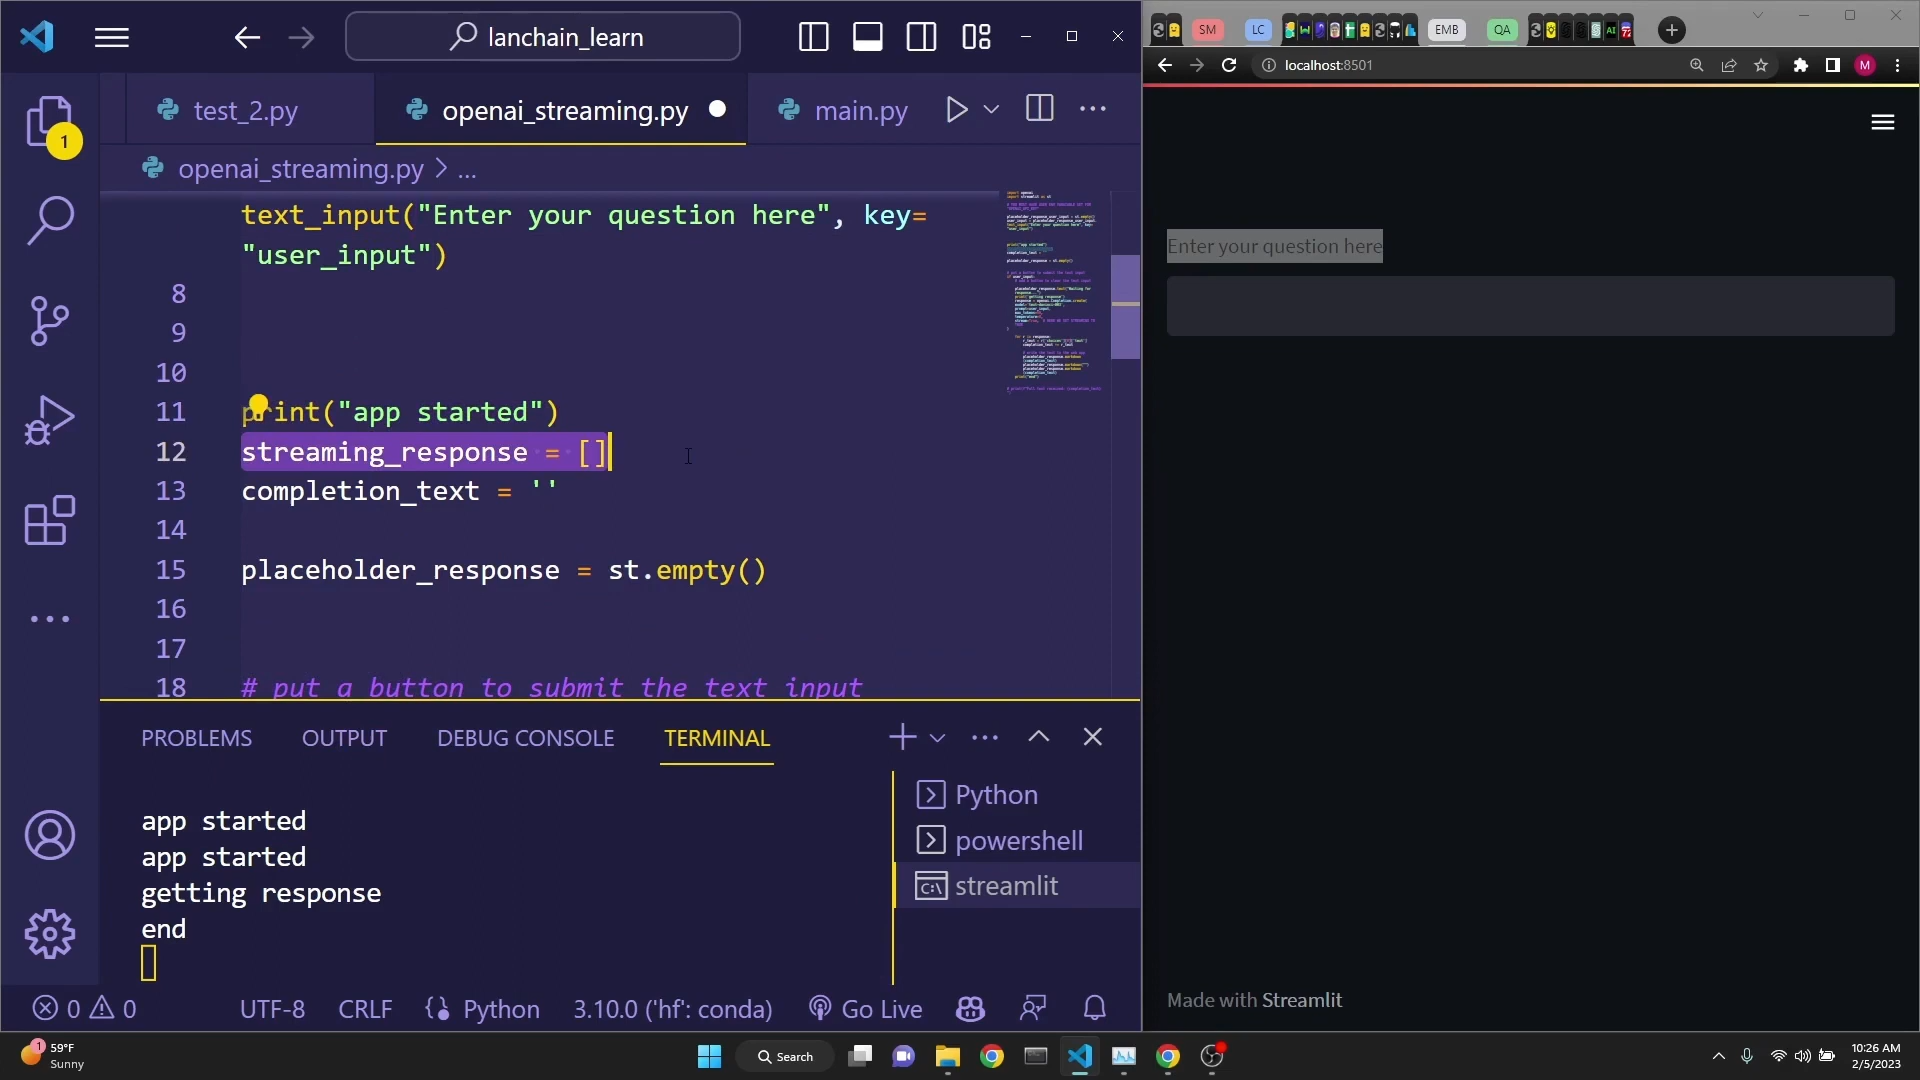 lanchain_learn
test_2.py
openai_streaming.py
main.py
openai_streaming.py > ...
text_input("Enter your question here", key=
"user_input")
8
9
10
11 print("app started")
12 streaming_response = []
13 completion_text = ''
14
15 placeholder_response = st.empty()
16
17
18 # put a button to submit the text input
PROBLEMS OUTPUT DEBUG CONSOLE TERMINAL
app started
app started
getting response
end
Python
powershell
streamlit
0 0 UTF-8 CRLF Python 3.10.0 ('hf': conda) Go Live
1
SM LC EMB QA
localhost:8501
M
Enter your question here
Made with Streamlit
1
59°F
Sunny
Search
10:26 AM
2/5/2023